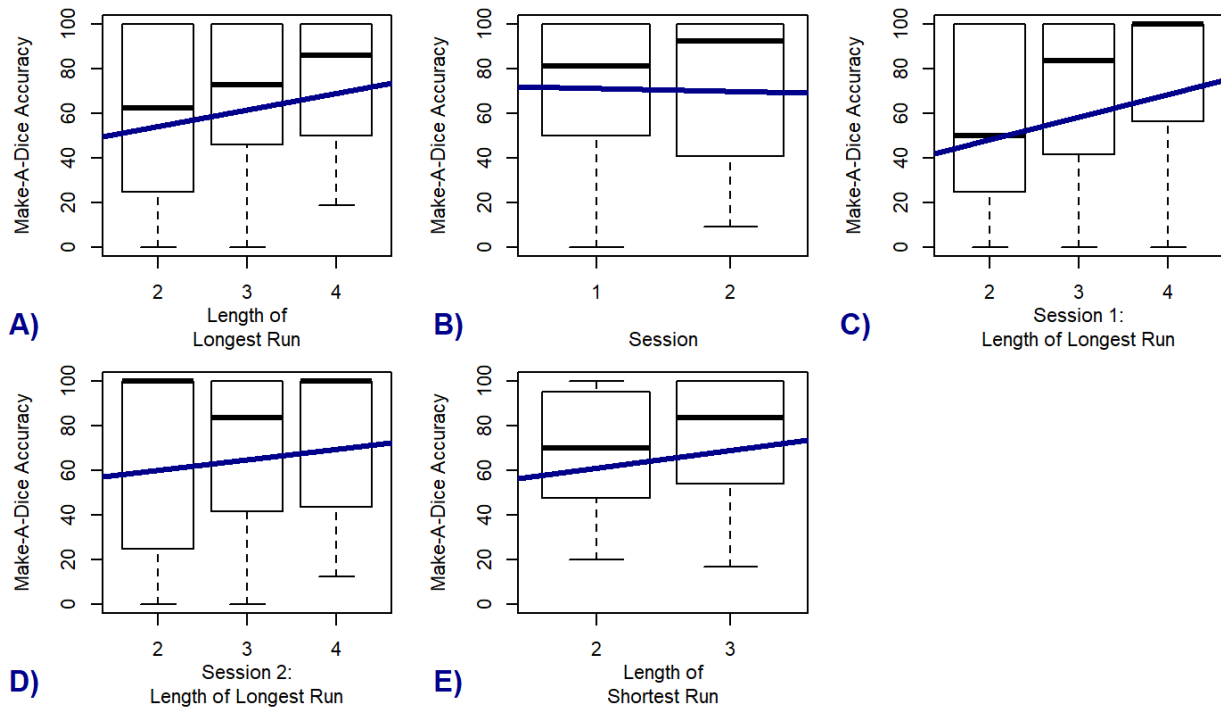 Make-A-Dice Accuracy
0 20 40 60 80 100
2 3 4
Length of
Longest Run
A)
Make-A-Dice Accuracy
0 20 40 60 80 100
1 2
Session
B)
Make-A-Dice Accuracy
0 20 40 60 80 100
2 3 4
Session 1:
Length of Longest Run
C)
Make-A-Dice Accuracy
0 20 40 60 80 100
2 3 4
Session 2:
Length of Longest Run
D)
Make-A-Dice Accuracy
0 20 40 60 80 100
2 3
Length of
Shortest Run
E)